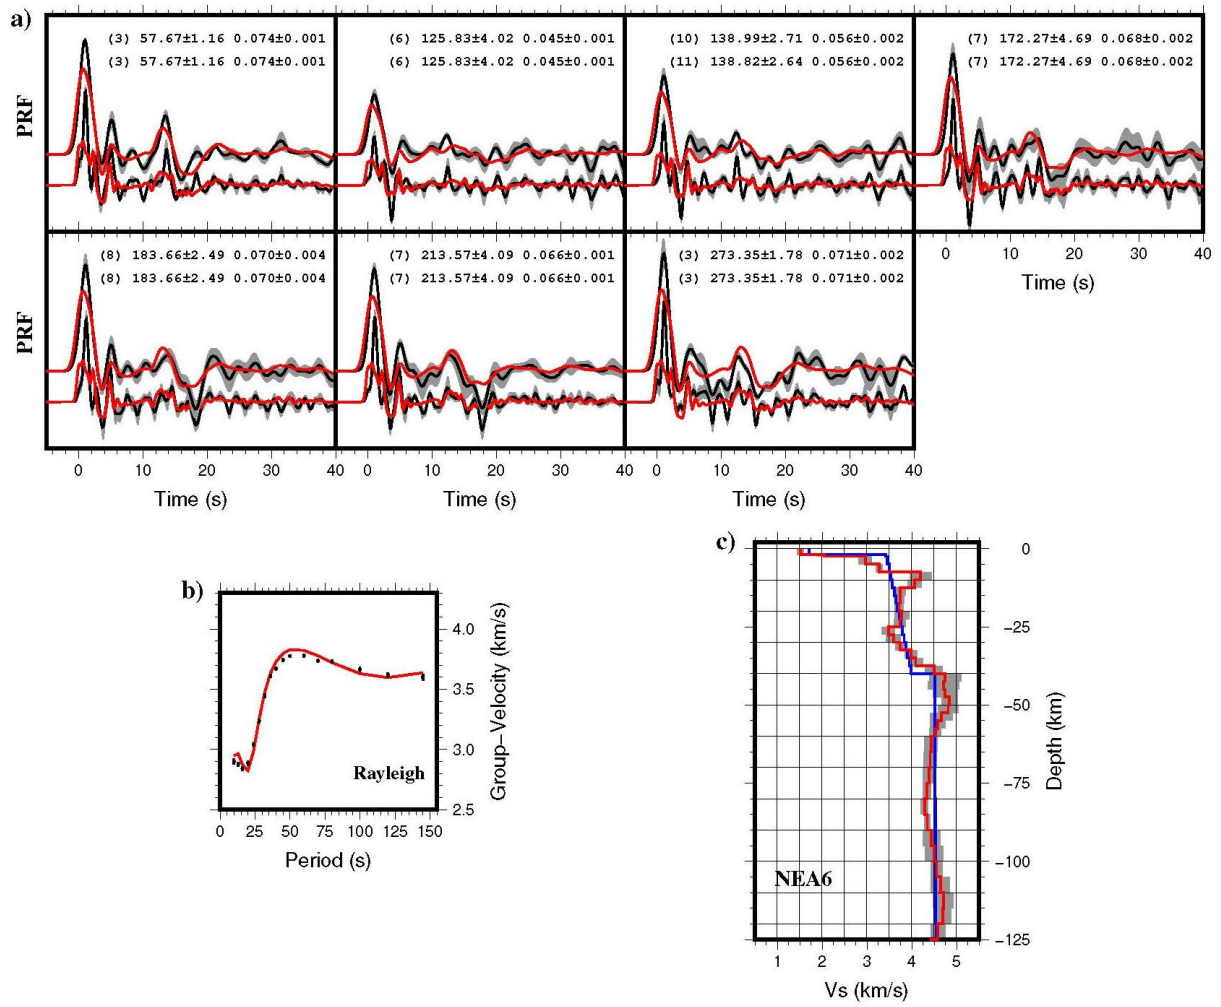 a)
(3) 57.67±1.16 0.074±0.001
(3) 57.67±1.16 0.074±0.001
(6) 125.83±4.02 0.045±0.001
(6) 125.83±4.02 0.045±0.001
(10) 138.99±2.71 0.056±0.002
(11) 138.82±2.64 0.056±0.002
(7) 172.27±4.69 0.068±0.002
(7) 172.27±4.69 0.068±0.002
PRF
0 10 20 30 40
Time (s)
(8) 183.66±2.49 0.070±0.004
(8) 183.66±2.49 0.070±0.004
(7) 213.57±4.09 0.066±0.001
(7) 213.57±4.09 0.066±0.001
(3) 273.35±1.78 0.071±0.002
(3) 273.35±1.78 0.071±0.002
PRF
0 10 20 30 40 0 10 20 30 40 0 10 20 30 40
Time (s) Time (s) Time (s)
b)
4.0
3.5
3.0
2.5
Group−Velocity (km/s)
Rayleigh
0 25 50 75 100 125 150
Period (s)
c)
0
−25
−50
−75
−100
−125
Depth (km)
NEA6
1 2 3 4 5
Vs (km/s)